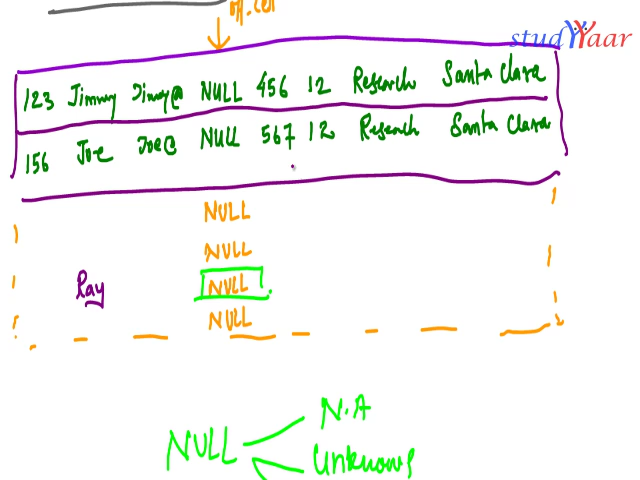 studYYaar
123 Jimmy Jimmy@ NULL 456 12 Research Santa Clara
156 Joe Joe@ NULL 567 12 Research Santa Clara
NULL
NULL
Ray NULL
NULL
N.A
NULL
Unknown